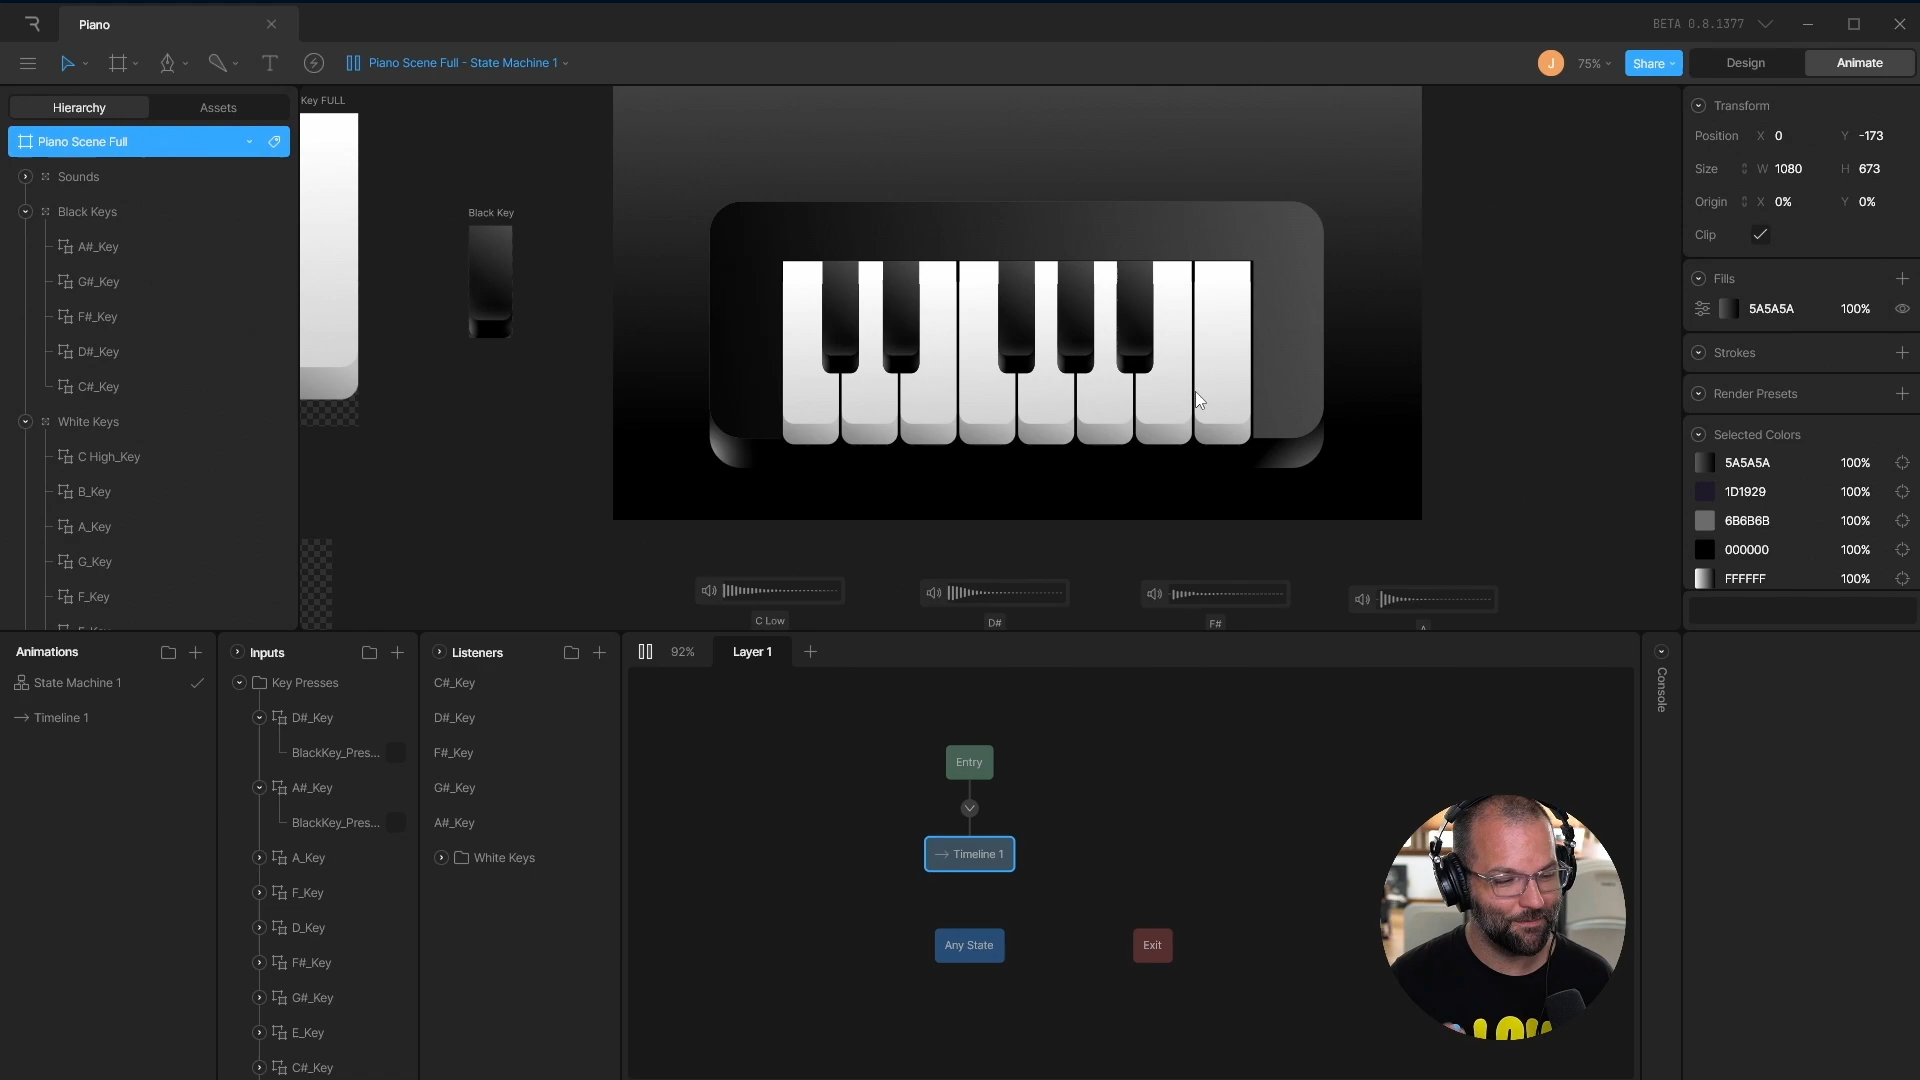 Piano
BETA 0.8.1377
Piano Scene Full - State Machine 1
J
75%
Share
Design
Animate
Hierarchy
Assets
Piano Scene Full
Sounds
Black Keys
A#_Key
G#_Key
F#_Key
D#_Key
C#_Key
White Keys
C High_Key
B_Key
A_Key
G_Key
F_Key
Key FULL
Black Key
C Low
D#
F#
Transform
Position X 0 Y -173
Size W 1080 H 673
Origin X 0% Y 0%
Clip
Fills
5A5A5A 100%
Strokes
Render Presets
Selected Colors
5A5A5A 100%
1D1929 100%
6B6B6B 100%
000000 100%
FFFFFF 100%
Animations
State Machine 1
Timeline 1
Inputs
Key Presses
D#_Key
BlackKey_Pres...
A#_Key
BlackKey_Pres...
A_Key
F_Key
D_Key
F#_Key
G#_Key
E_Key
C#_Key
Listeners
C#_Key
D#_Key
F#_Key
G#_Key
A#_Key
White Keys
92%
Layer 1
Entry
Timeline 1
Any State
Exit
Console